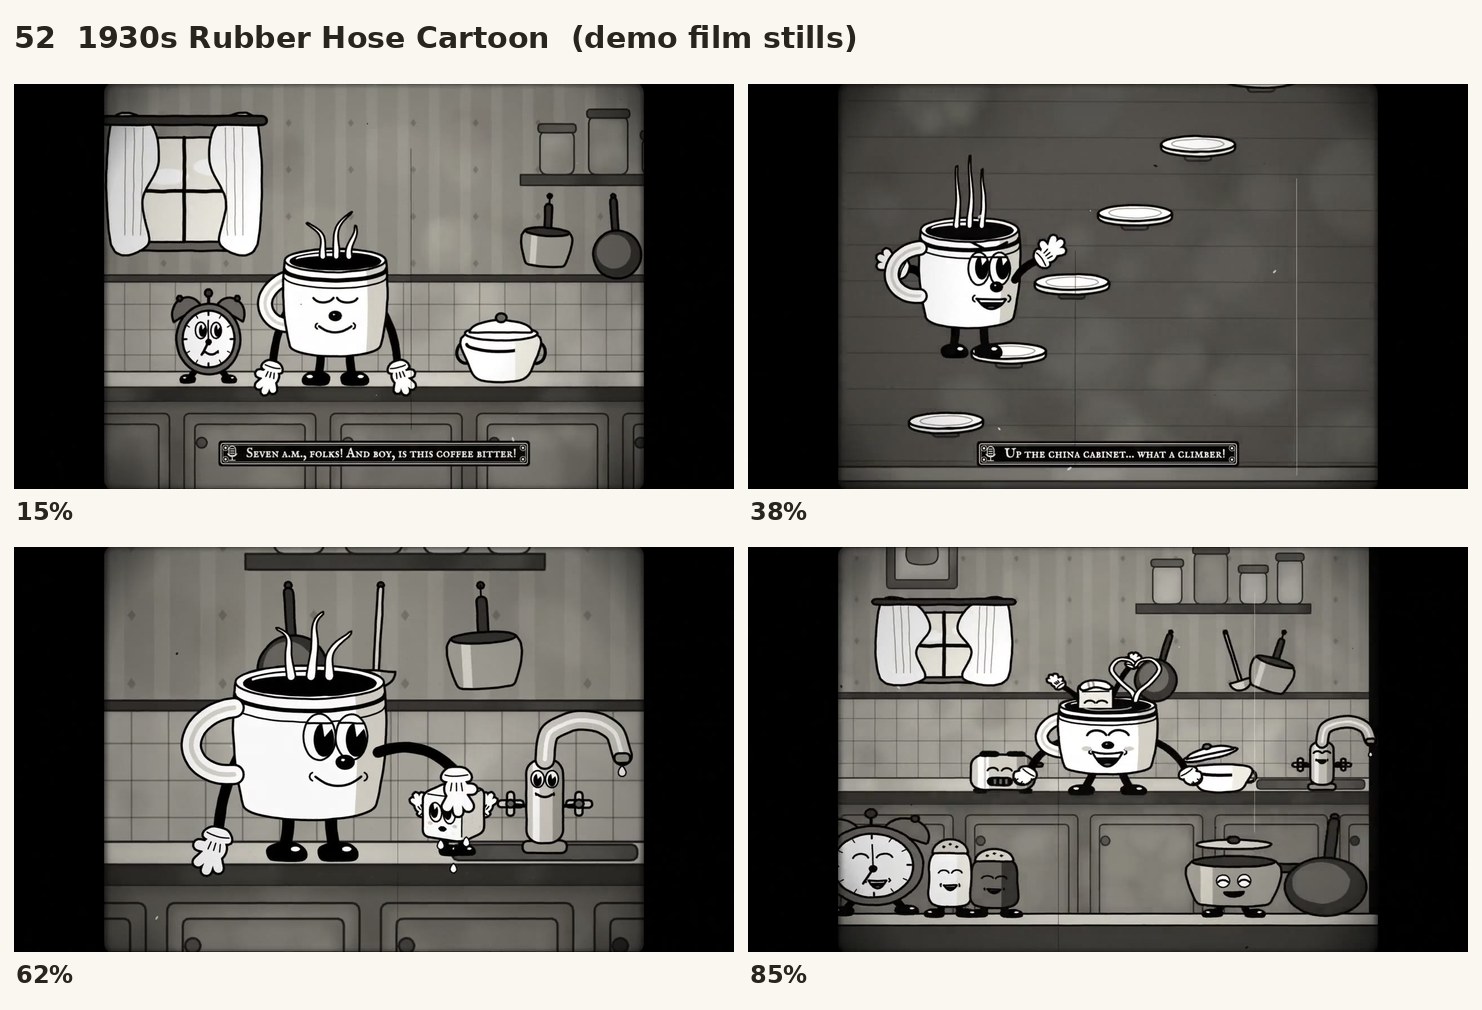 52 1930s Rubber Hose Cartoon (demo film stills)
Seven a.m., folks! And boy, is this coffee bitter!
Up the china cabinet... what a climber!
15%
38%
62%
85%